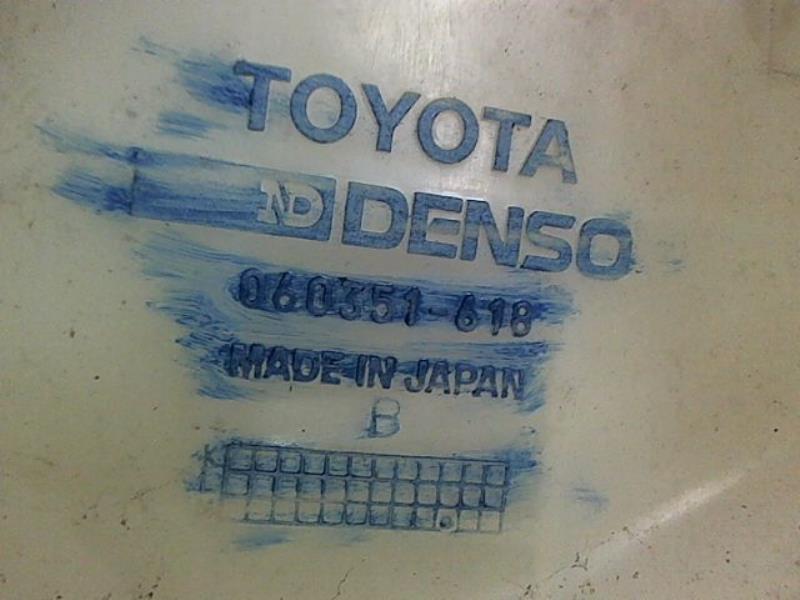 TOYOTA
ND DENSO
060351-618
MADE IN JAPAN
B
K